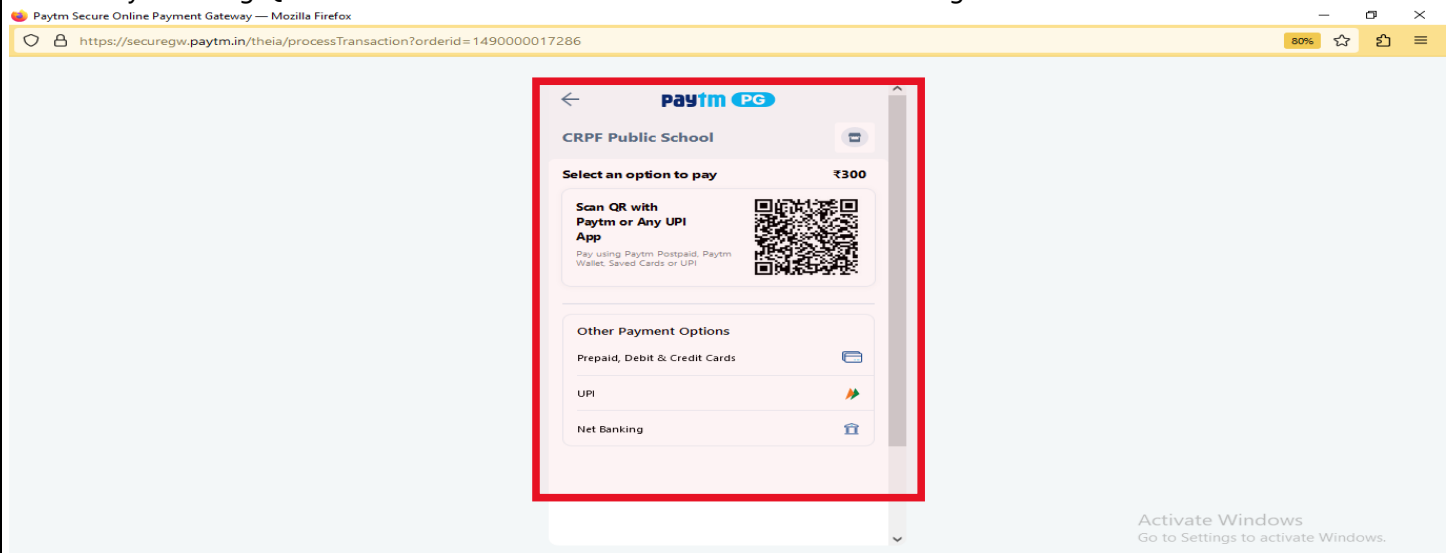 Paytm Secure Online Payment Gateway — Mozilla Firefox
https://securegw.paytm.in/theia/processTransaction?orderid=1490000017286
80%
paytm PG
CRPF Public School
Select an option to pay ₹300
Scan QR with
Paytm or Any UPI
App
Pay using Paytm Postpaid, Paytm
Wallet, Saved Cards or UPI
Other Payment Options
Prepaid, Debit & Credit Cards
UPI
Net Banking
Activate Windows
Go to Settings to activate Windows.